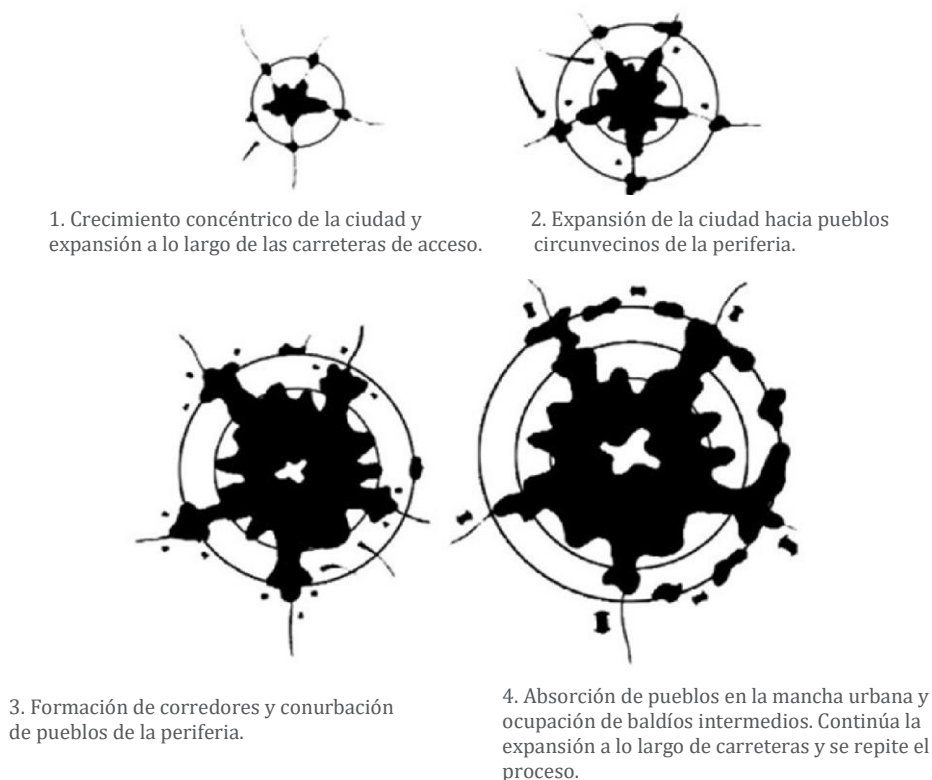 1. Crecimiento concéntrico de la ciudad y
expansión a lo largo de las carreteras de acceso.
2. Expansión de la ciudad hacia pueblos
circunvecinos de la periferia.
3. Formación de corredores y conurbación
de pueblos de la periferia.
4. Absorción de pueblos en la mancha urbana y
ocupación de baldíos intermedios. Continúa la
expansión a lo largo de carreteras y se repite el
proceso.